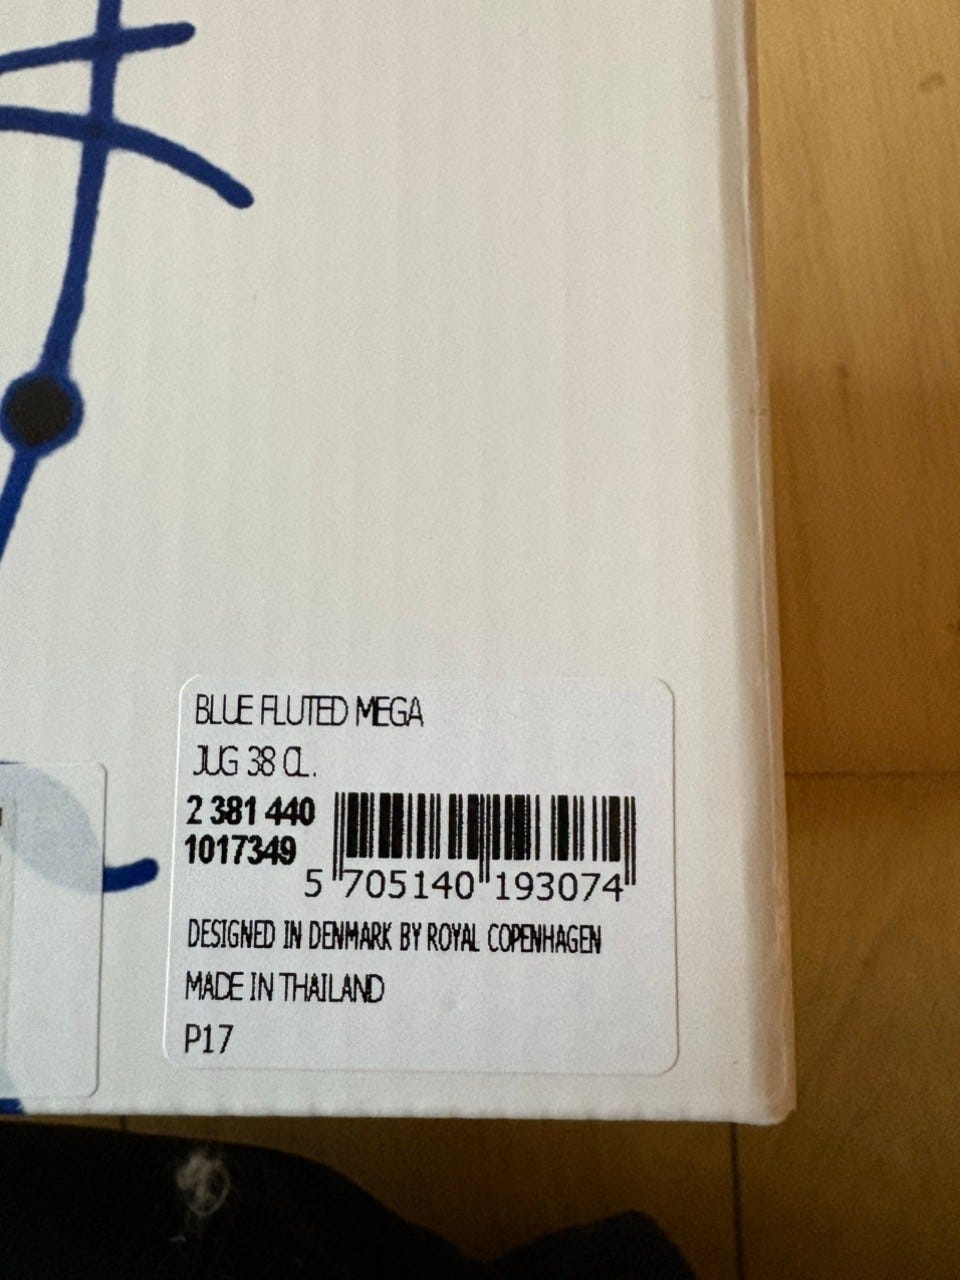 BLUE FLUTED MEGA
JUG 38 CL.
2 381 440
1017349
5 705140 193074
DESIGNED IN DENMARK BY ROYAL COPENHAGEN
MADE IN THAILAND
P17